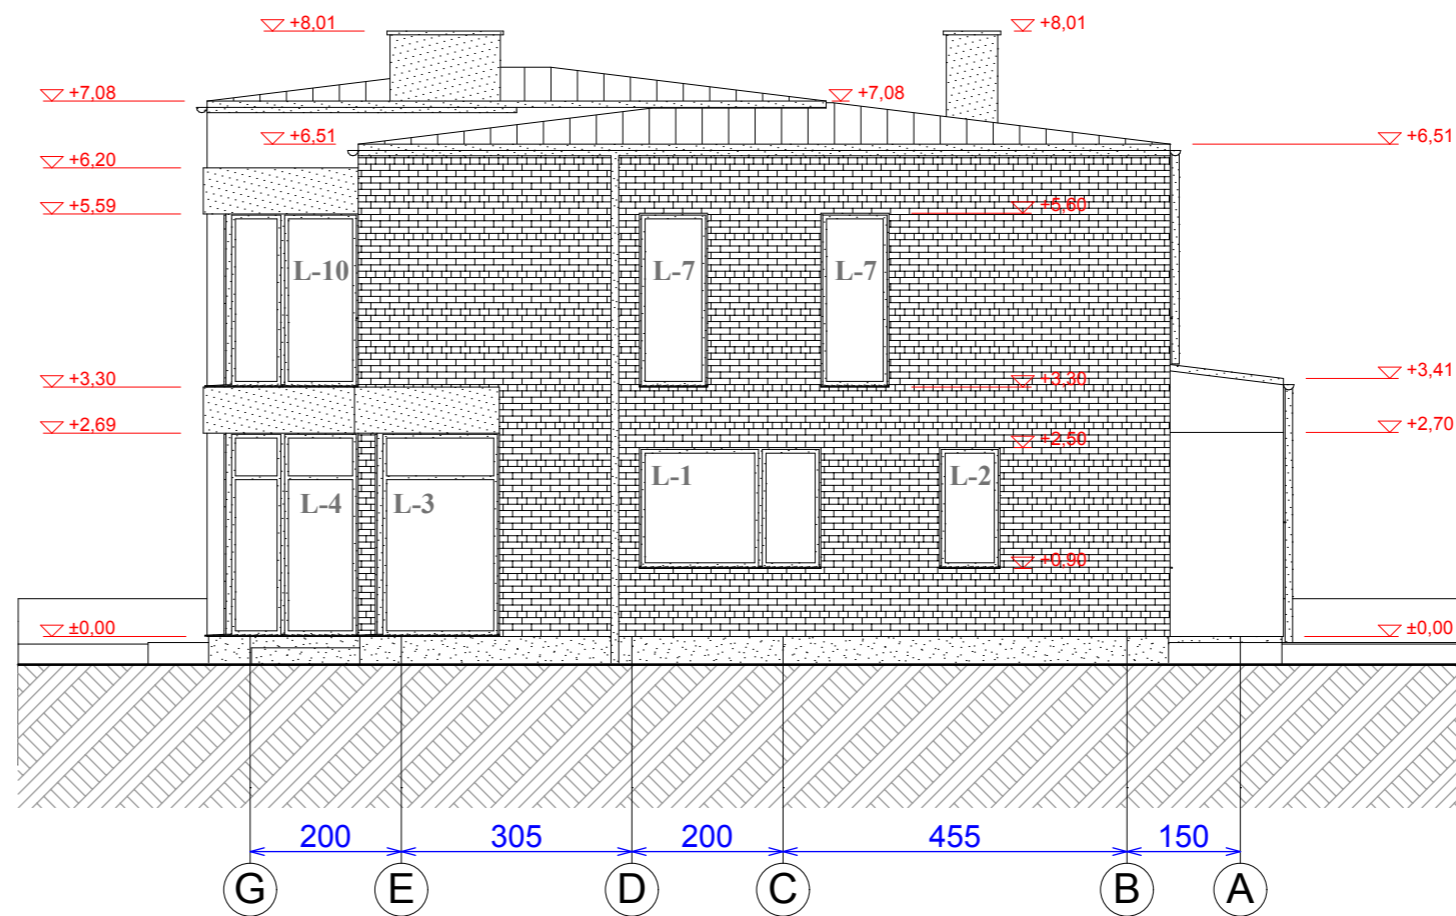 +8,01
+8,01
+7,08
+7,08
+6,51
+6,51
+6,20
+5,59
+5,60
L-10
L-7
L-7
+3,30
+3,30
+3,41
+2,69
+2,70
+2,50
L-1
L-2
L-4
L-3
+0,90
±0,00
±0,00
200
305
200
455
150
G
E
D
C
B
A